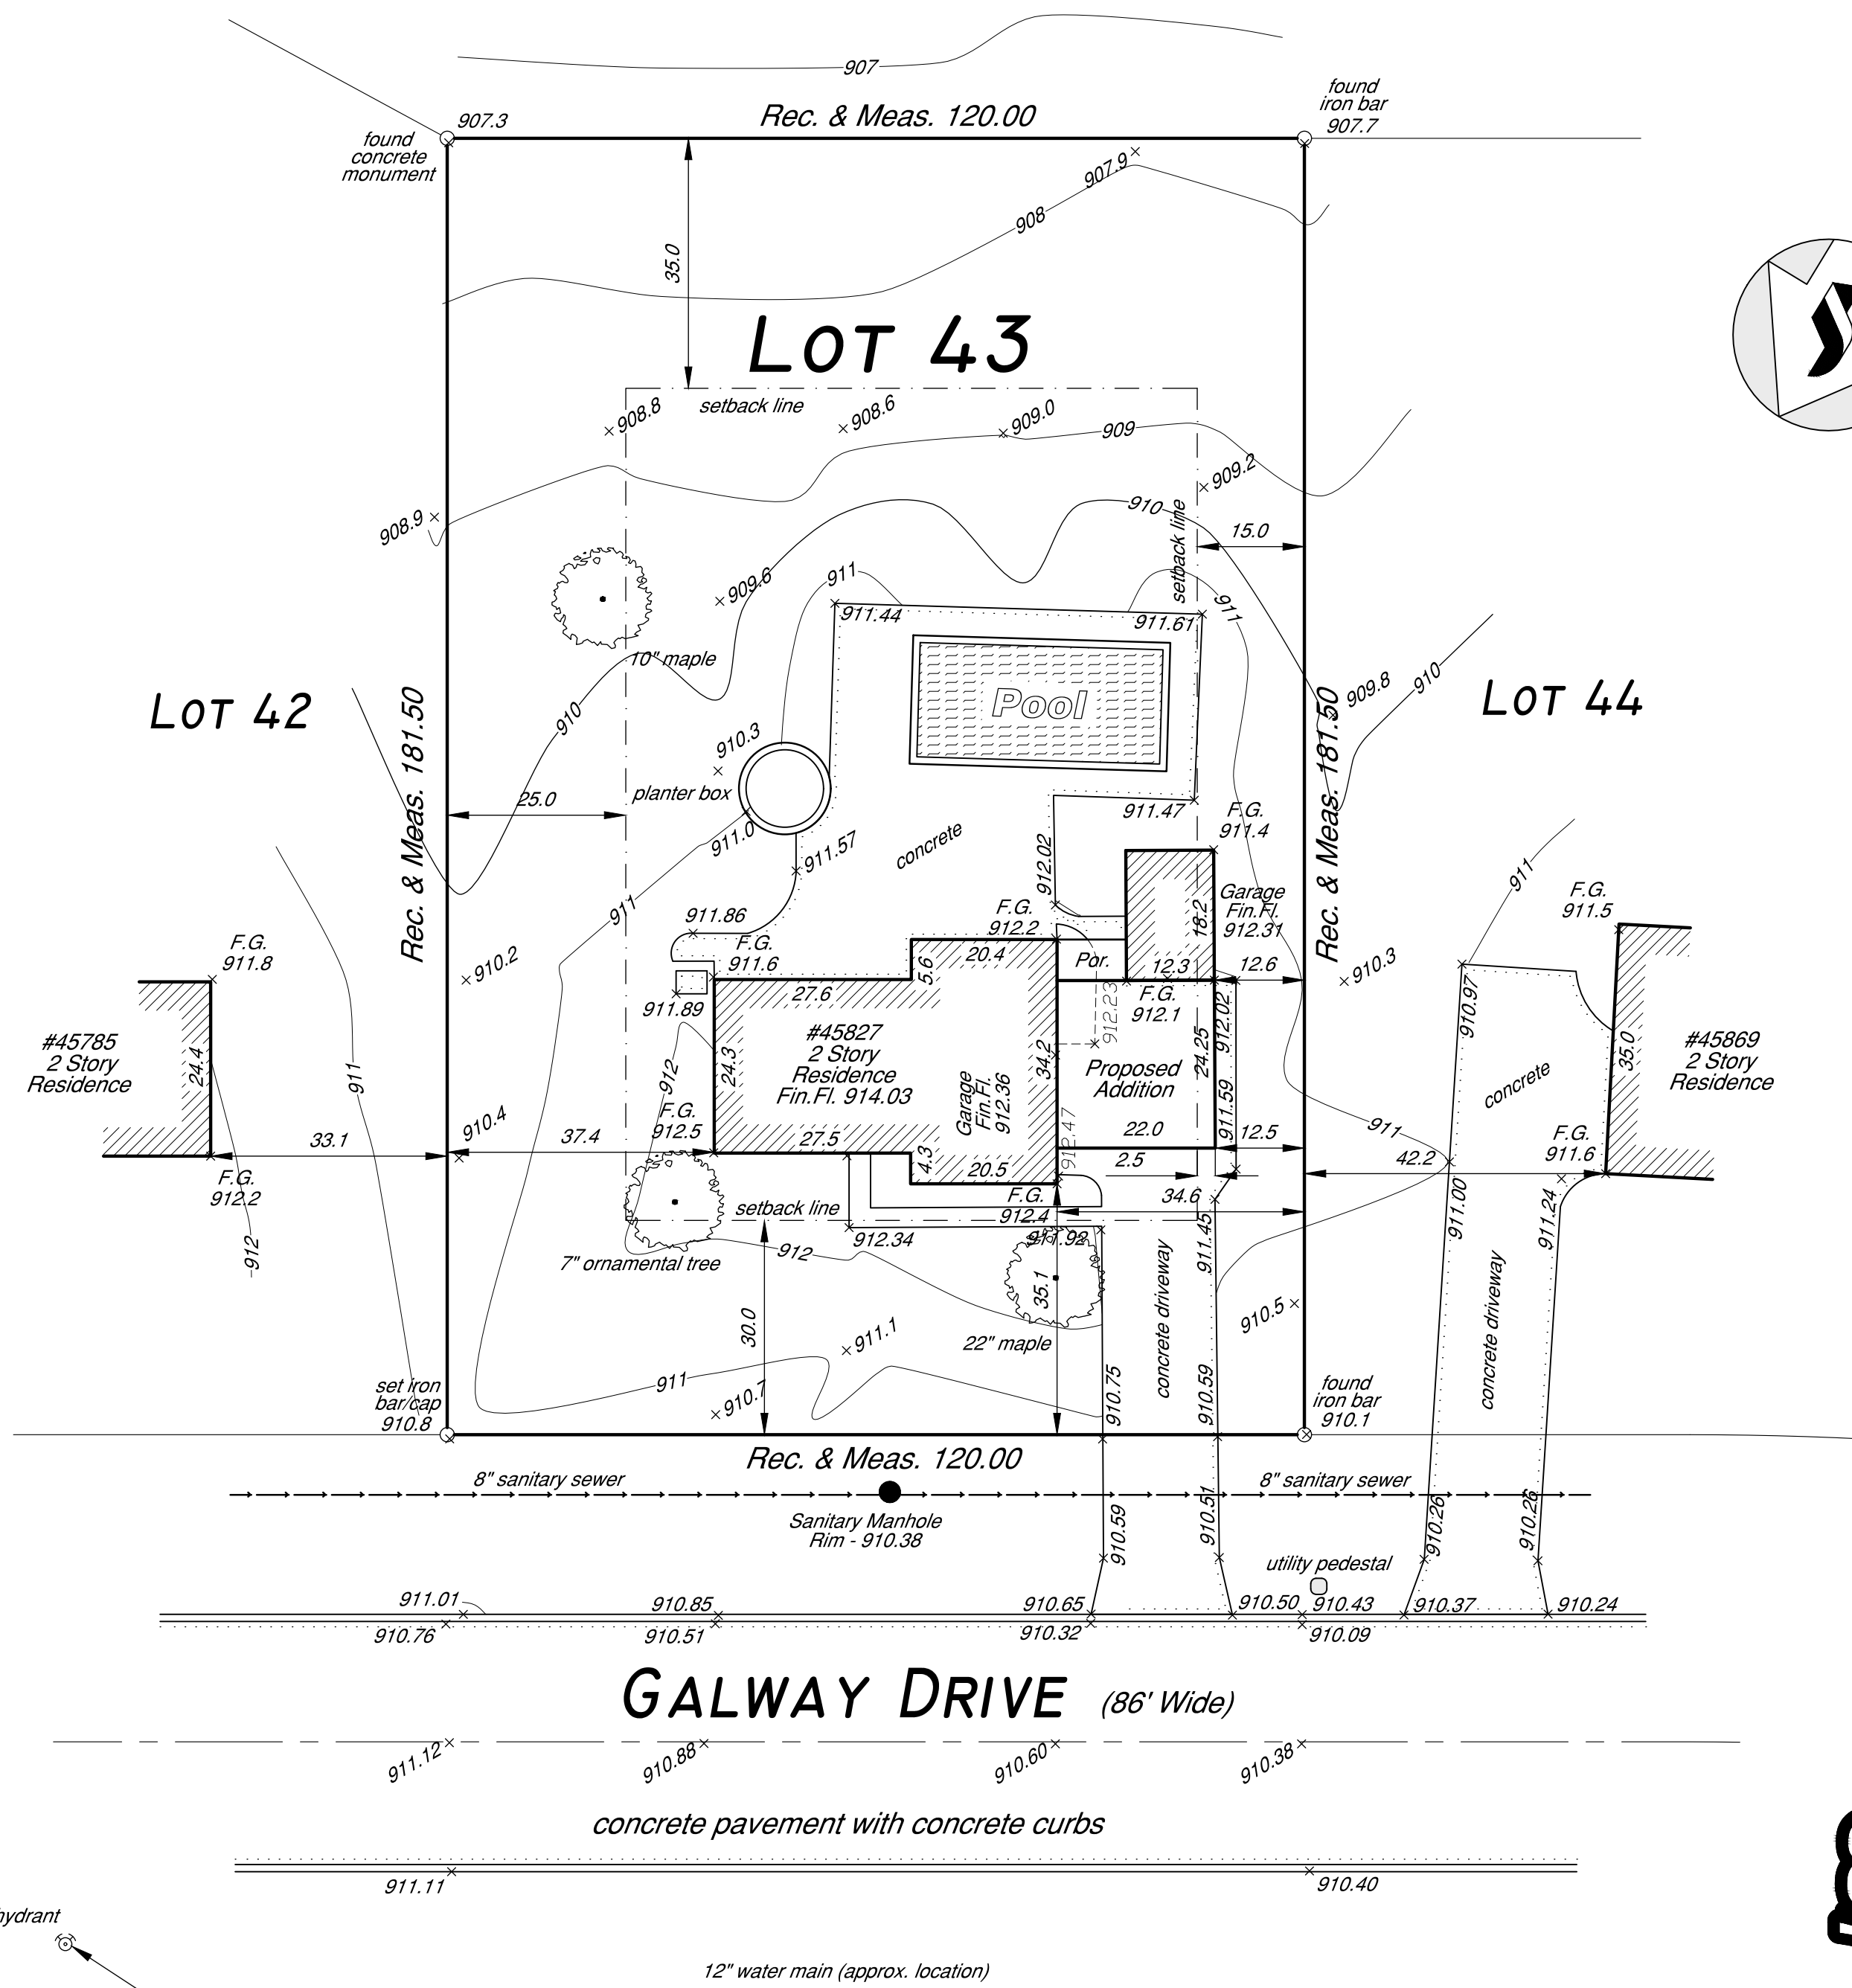 907
Rec. & Meas. 120.00
907.3
found
iron bar
907.7
found
concrete
monument
907.9
908
35.0
LOT 43
setback line
908.8
908.6
909.0
909
909.2
908.9
910
setback line
15.0
911
909.6
911.44
911.61
911
10" maple
Pool
LOT 42
LOT 44
910
909.8
910
Rec. & Meas. 181.50
Rec. & Meas. 181.50
910.3
planter box
25.0
911.0
911.57
concrete
911.47
F.G.
911.4
912.02
911
911
911.86
F.G.
912.2
18.2
Garage
Fin.Fl.
912.31
F.G.
911.5
F.G.
911.8
F.G.
911.6
20.4
5.6
Por.
12.3
12.6
910.2
910.3
27.6
911.89
912.23
F.G.
912.1
912.02
910.97
#45785
2 Story
Residence
24.4
911
912
24.3
#45827
2 Story
Residence
Fin.Fl. 914.03
Garage
Fin.Fl.
912.36
34.2
Proposed
Addition
24.25
911.59
concrete
35.0
#45869
2 Story
Residence
910.4
F.G.
912.5
33.1
37.4
27.5
4.3
20.5
912.47
22.0
12.5
2.5
911
42.2
F.G.
911.6
F.G.
912.2
912
setback line
F.G.
912.4
34.6
911.92
912.34
911.45
911.00
911.24
7" ornamental tree
912
35.1
concrete driveway
910.5
concrete driveway
30.0
911.1
22" maple
911
910.7
910.75
910.59
set iron
bar/cap
910.8
found
iron bar
910.1
Rec. & Meas. 120.00
8" sanitary sewer
8" sanitary sewer
Sanitary Manhole
Rim - 910.38
910.59
910.51
910.26
910.26
utility pedestal
911.01
910.85
910.65
910.50
910.43
910.37
910.24
910.76
910.51
910.32
910.09
GALWAY DRIVE (86' Wide)
911.12
910.88
910.60
910.38
concrete pavement with concrete curbs
911.11
910.40
hydrant
12" water main (approx. location)